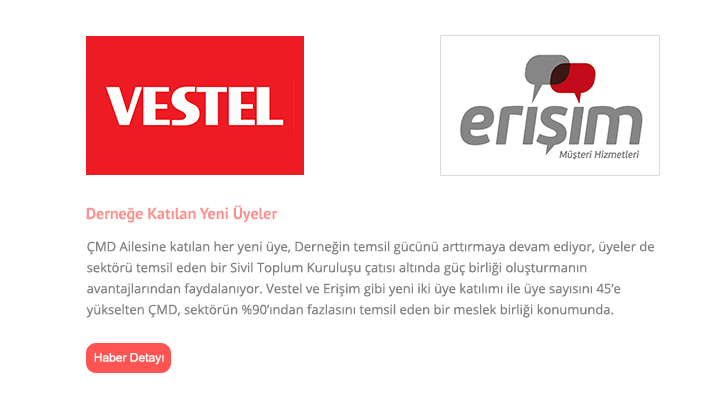 VESTEL
erişim
Müşteri Hizmetleri
Derneğe Katılan Yeni Üyeler
ÇMD Ailesine katılan her yeni üye, Derneğin temsil gücünü arttırmaya devam ediyor, üyeler de
sektörü temsil eden bir Sivil Toplum Kuruluşu çatısı altında güç birliği oluşturmanın
avantajlarından faydalanıyor. Vestel ve Erişim gibi yeni iki üye katılımı ile üye sayısını 45’e
yükselten ÇMD, sektörün %90’ından fazlasını temsil eden bir meslek birliği konumunda.
Haber Detayı